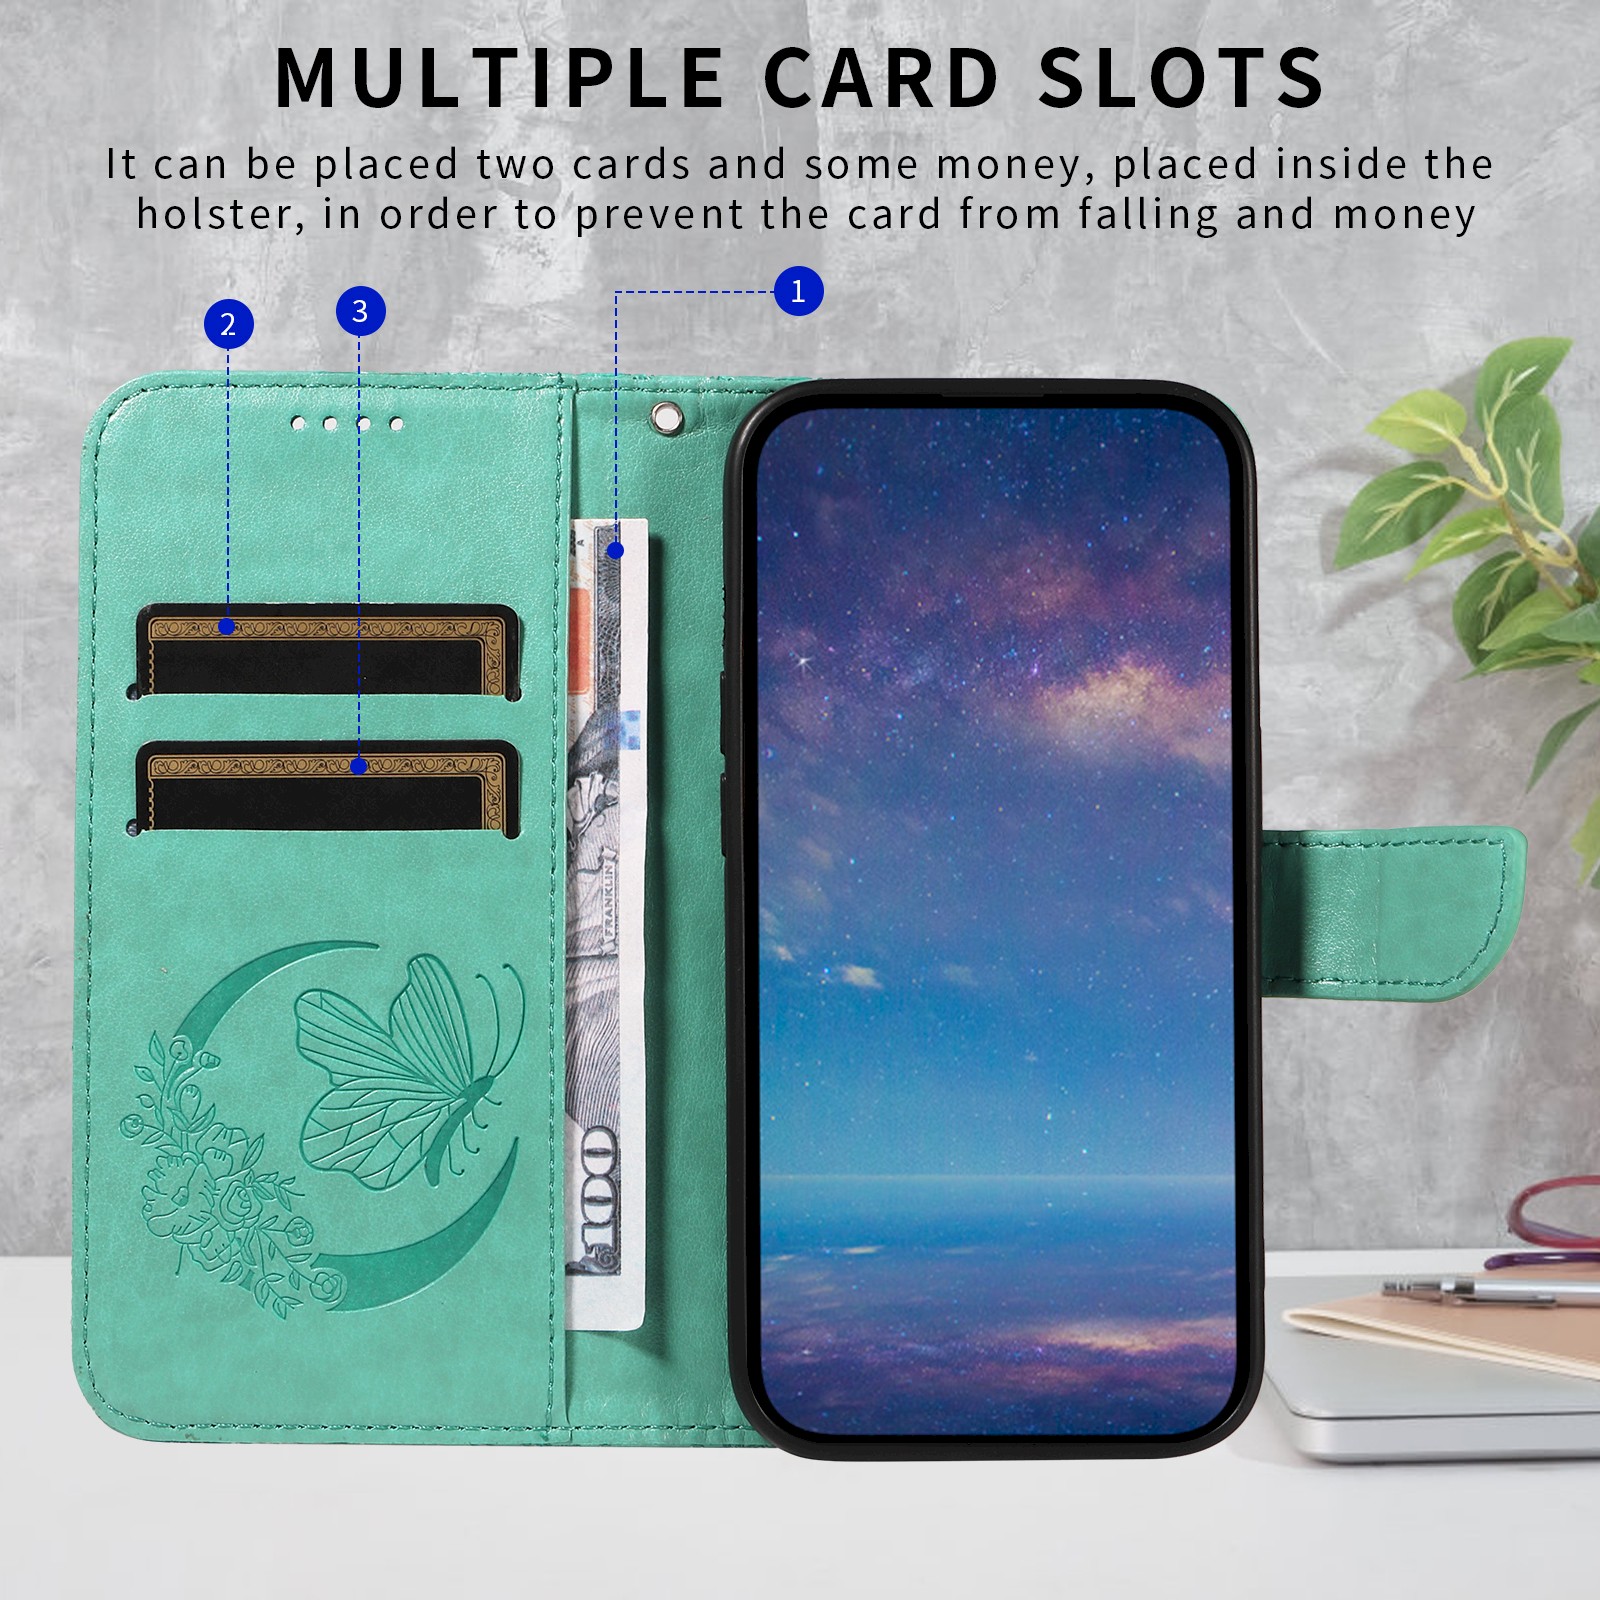 MULTIPLE CARD SLOTS
It can be placed two cards and some money, placed inside the
holster, in order to prevent the card from falling and money
1
2
3
FRANKLIN
100